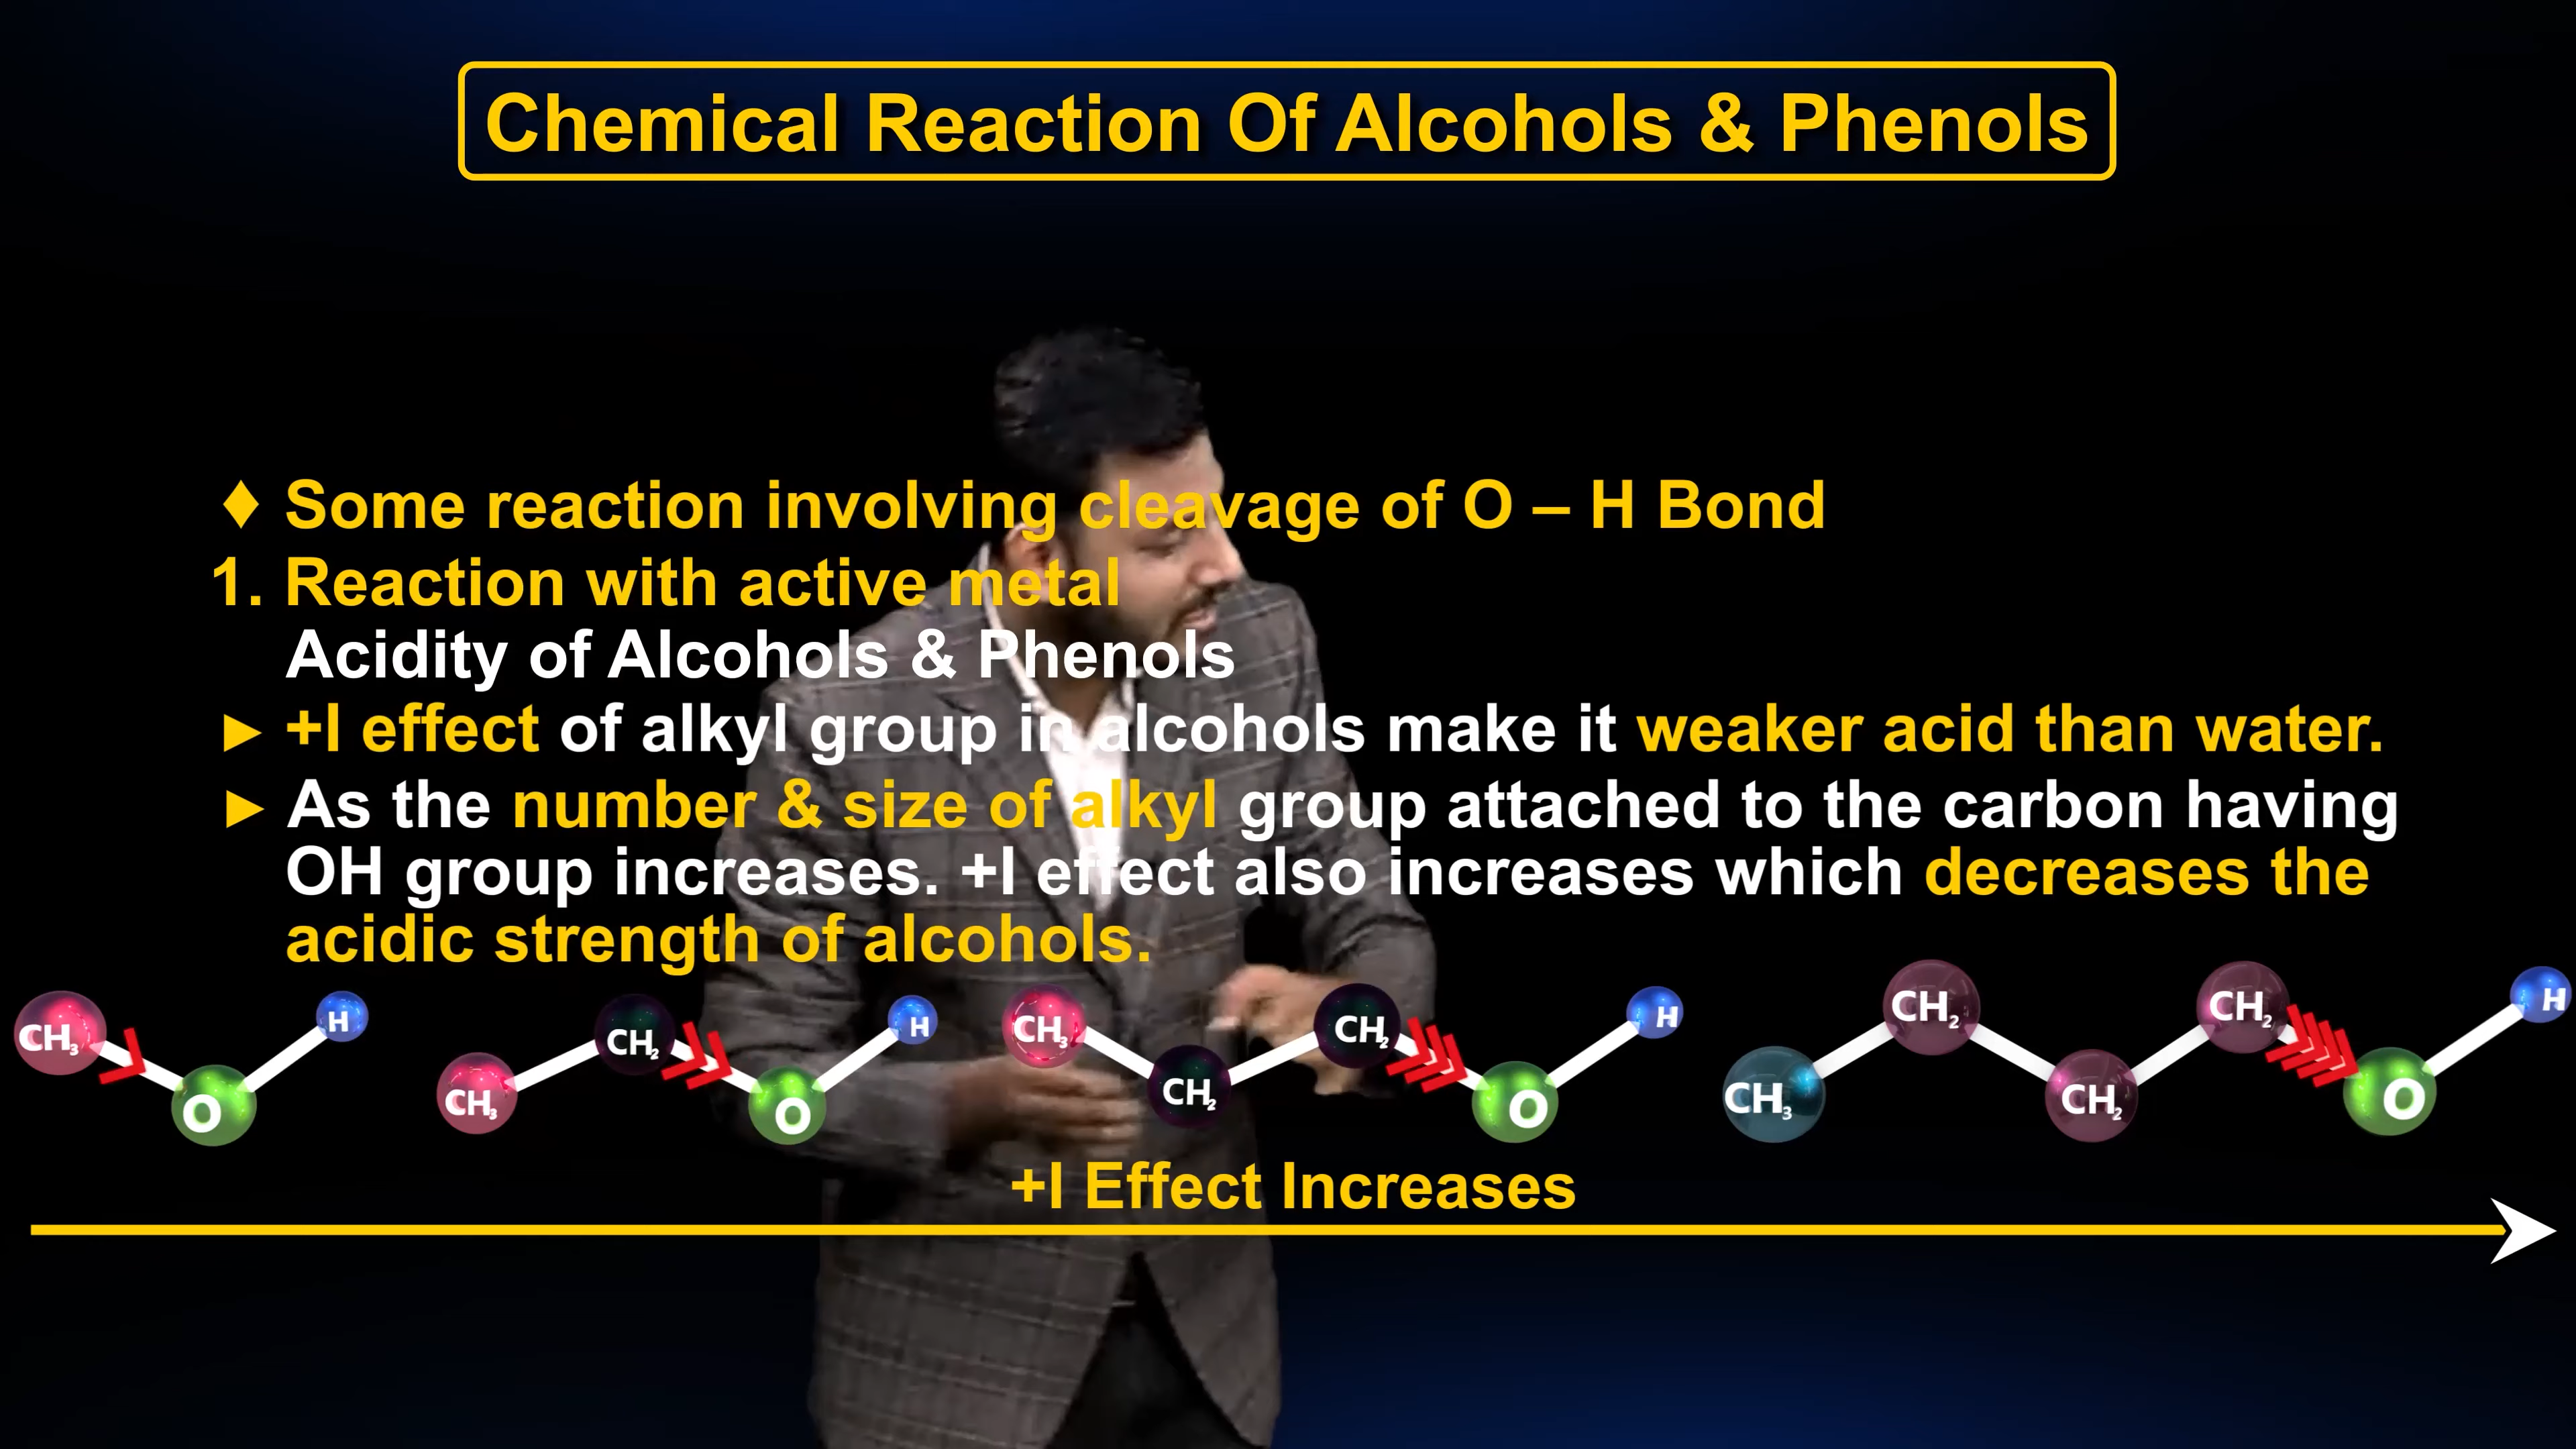 Chemical Reaction Of Alcohols & Phenols
♦ Some reaction involving cleavage of O – H Bond
1. Reaction with active metal
Acidity of Alcohols & Phenols
► +I effect of alkyl group in alcohols make it weaker acid than water.
► As the number & size of alkyl group attached to the carbon having
OH group increases. +I effect also increases which decreases the
acidic strength of alcohols.
CH₃ O H CH₃ CH₂ O H CH₃ CH₂ CH₂ O H CH₃ CH₂ CH₂ CH₂ O H
+I Effect Increases